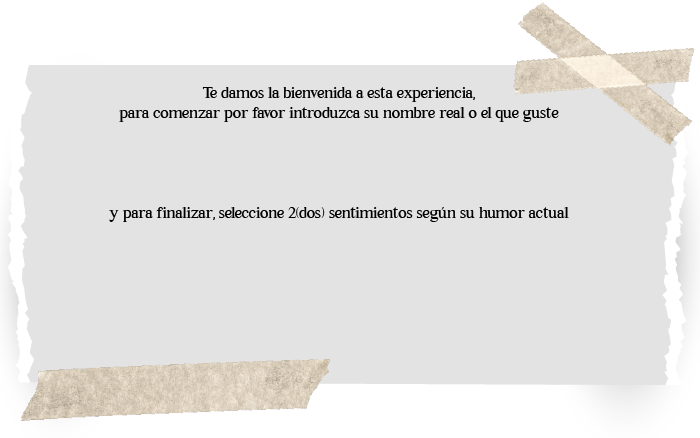 Te damos la bienvenida a esta experiencia,
para comenzar por favor introduzca su nombre real o el que guste
y para finalizar, seleccione 2(dos) sentimientos según su humor actual